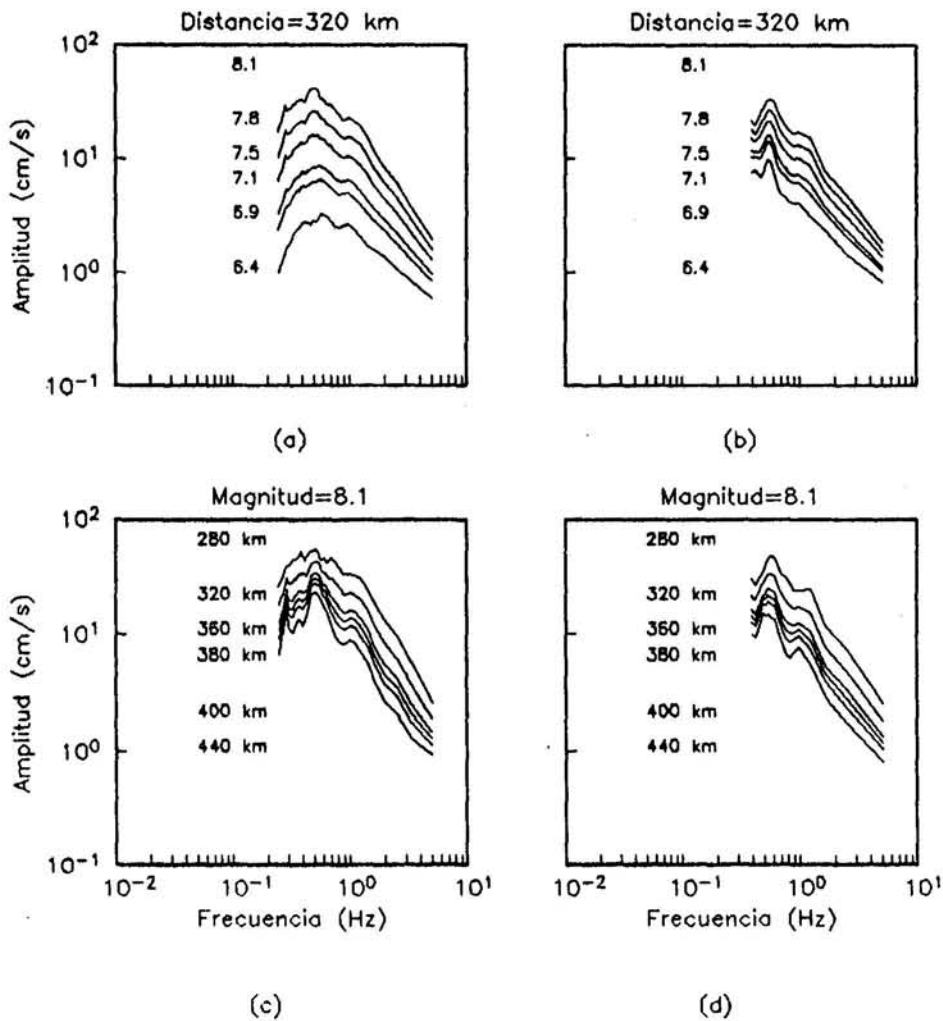 Distancia=320 km
Distancia=320 km
Amplitud (cm/s)
10²
10¹
10⁰
10⁻¹
8.1
7.8
7.5
7.1
6.9
6.4
8.1
7.8
7.5
7.1
6.9
6.4
(a)
(b)
Magnitud=8.1
Magnitud=8.1
Amplitud (cm/s)
10²
10¹
10⁰
10⁻¹
280 km
320 km
360 km
380 km
400 km
440 km
280 km
320 km
360 km
380 km
400 km
440 km
10⁻² 10⁻¹ 10⁰ 10¹
10⁻² 10⁻¹ 10⁰ 10¹
Frecuencia (Hz)
Frecuencia (Hz)
(c)
(d)